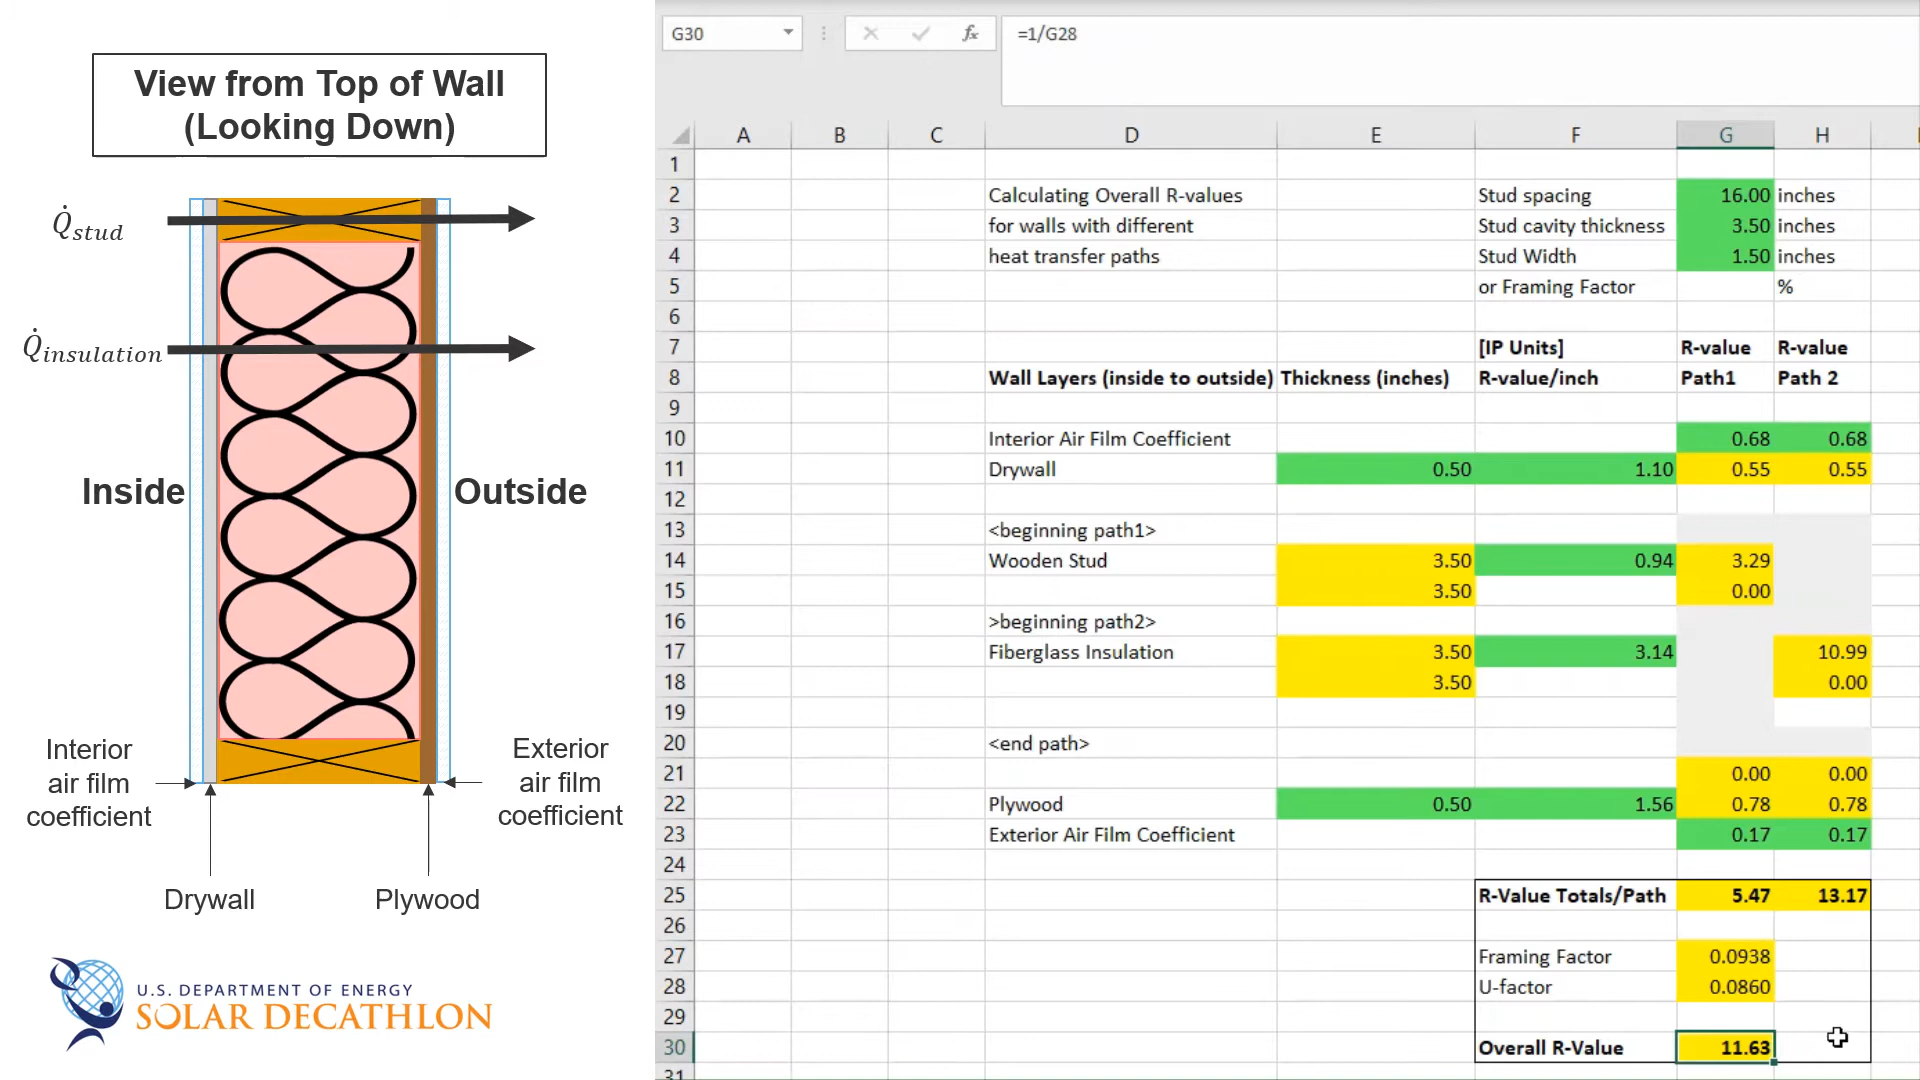 View from Top of Wall
(Looking Down)
Q̇stud
Q̇insulation
Inside
Outside
Interior
air film
coefficient
Exterior
air film
coefficient
Drywall
Plywood
U.S. DEPARTMENT OF ENERGY
SOLAR DECATHLON
G30
fx
=1/G28
A B C D E F G H
1
2 Calculating Overall R-values Stud spacing 16.00 inches
3 for walls with different Stud cavity thickness 3.50 inches
4 heat transfer paths Stud Width 1.50 inches
5 or Framing Factor %
6
7 [IP Units] R-value R-value
8 Wall Layers (inside to outside) Thickness (inches) R-value/inch Path1 Path 2
9
10 Interior Air Film Coefficient 0.68 0.68
11 Drywall 0.50 1.10 0.55 0.55
12
13 <beginning path1>
14 Wooden Stud 3.50 0.94 3.29
15 3.50 0.00
16 >beginning path2>
17 Fiberglass Insulation 3.50 3.14 10.99
18 3.50 0.00
19
20 <end path>
21 0.00 0.00
22 Plywood 0.50 1.56 0.78 0.78
23 Exterior Air Film Coefficient 0.17 0.17
24
25 R-Value Totals/Path 5.47 13.17
26
27 Framing Factor 0.0938
28 U-factor 0.0860
29
30 Overall R-Value 11.63
31